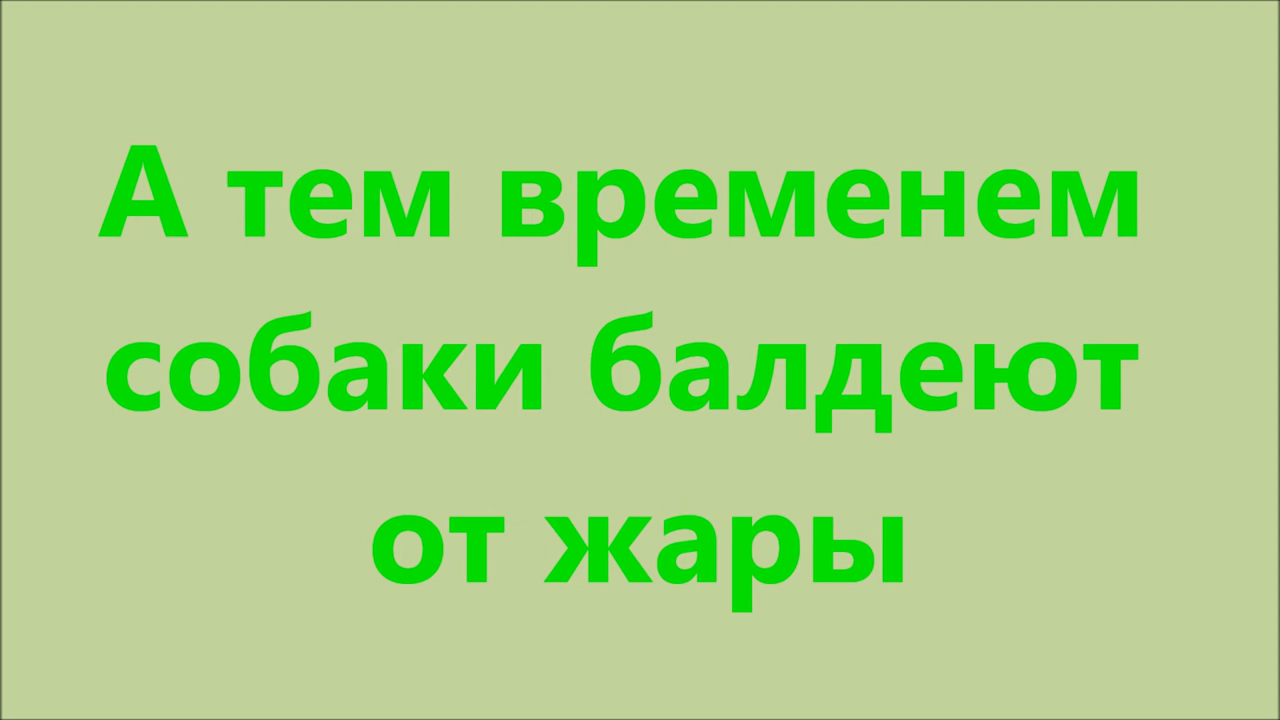 А тем временем
собаки балдеют
от жары